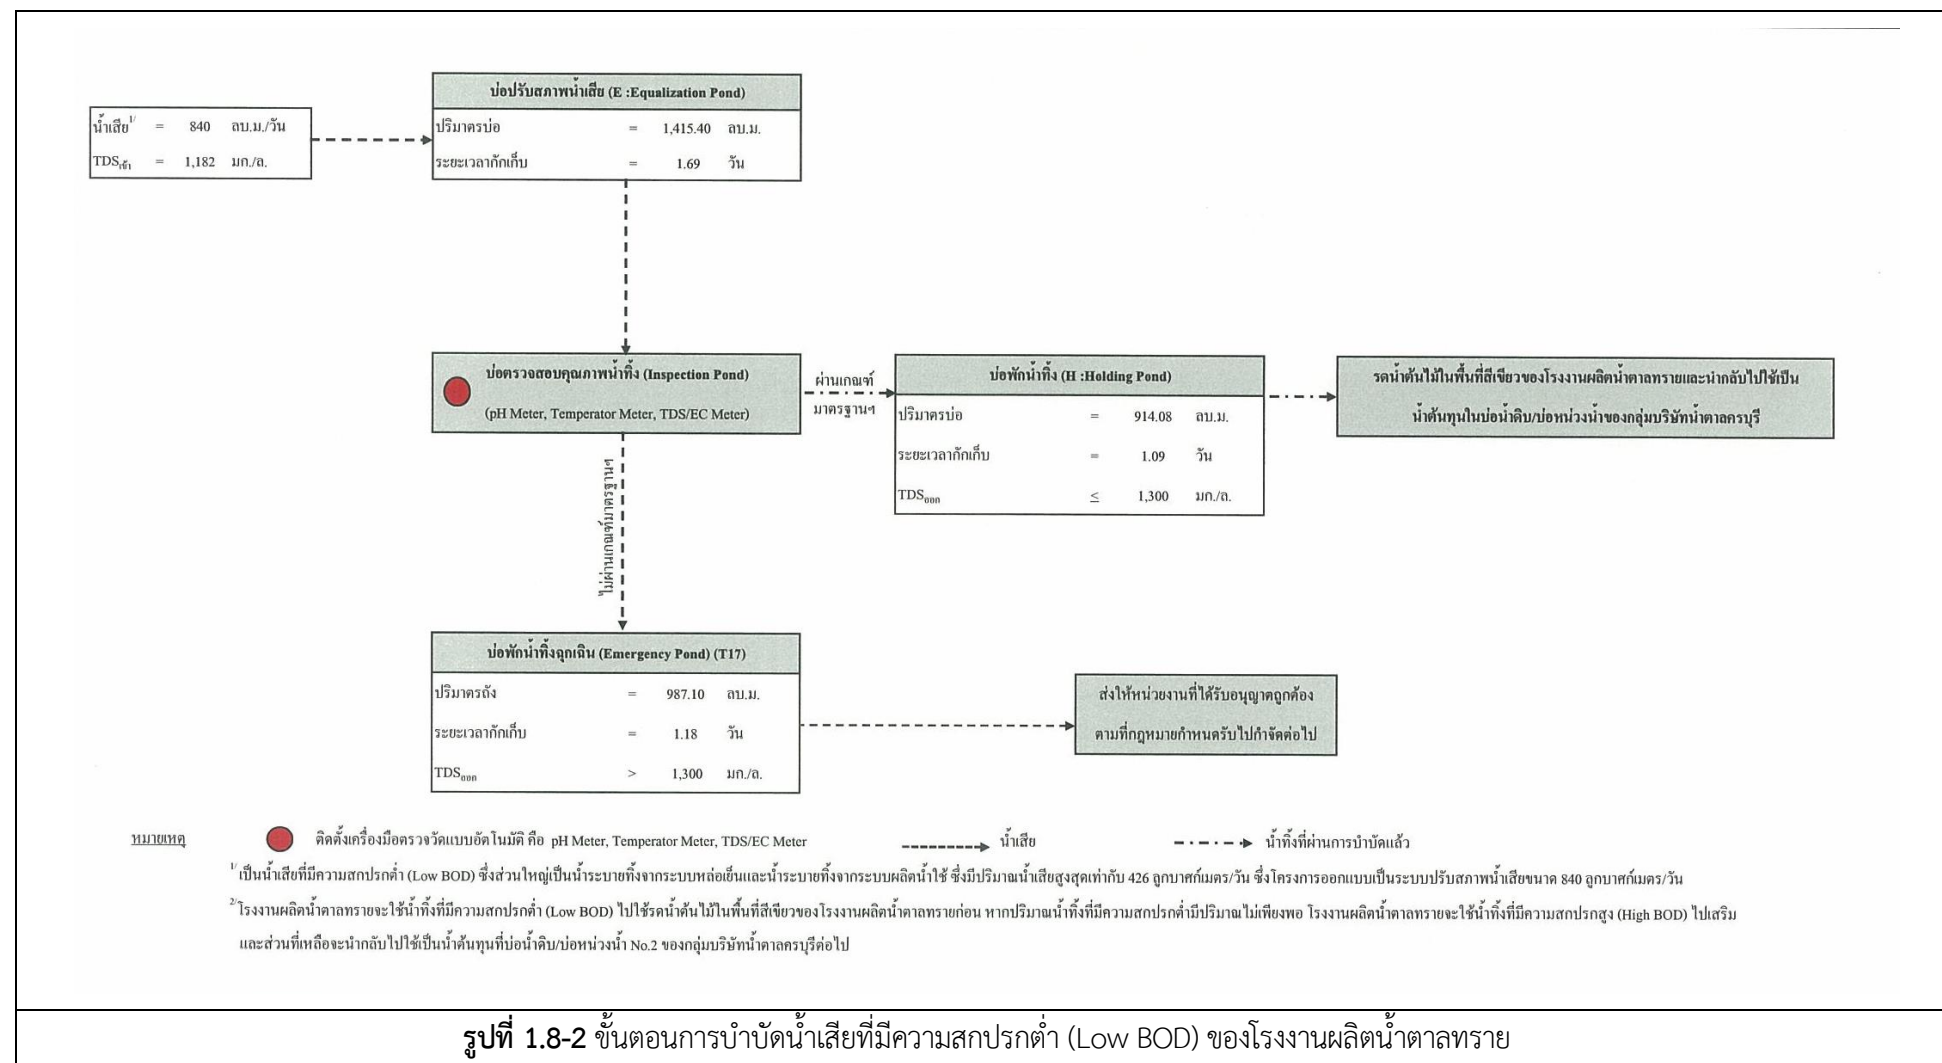 บ่อปรับสภาพน้ำเสีย (E :Equalization Pond)
น้ำเสีย1/ = 840 ลบ.ม./วัน
TDSเข้า = 1,182 มก./ล.
ปริมาตรบ่อ = 1,415.40 ลบ.ม.
ระยะเวลากักเก็บ = 1.69 วัน
บ่อตรวจสอบคุณภาพน้ำทิ้ง (Inspection Pond)
(pH Meter, Temperator Meter, TDS/EC Meter)
ผ่านเกณฑ์
มาตรฐานฯ
บ่อพักน้ำทิ้ง (H :Holding Pond)
ปริมาตรบ่อ = 914.08 ลบ.ม.
ระยะเวลากักเก็บ = 1.09 วัน
TDSออก ≤ 1,300 มก./ล.
รดน้ำต้นไม้ในพื้นที่สีเขียวของโรงงานผลิตน้ำตาลทรายและนำกลับไปใช้เป็น
น้ำต้นทุนในบ่อน้ำดิบ/บ่อหน่วงน้ำของกลุ่มบริษัทน้ำตาลครบุรี
ไม่ผ่านเกณฑ์มาตรฐานฯ
บ่อพักน้ำทิ้งฉุกเฉิน (Emergency Pond) (T17)
ปริมาตรถัง = 987.10 ลบ.ม.
ระยะเวลากักเก็บ = 1.18 วัน
TDSออก > 1,300 มก./ล.
ส่งให้หน่วยงานที่ได้รับอนุญาตถูกต้อง
ตามที่กฎหมายกำหนดรับไปกำจัดต่อไป
หมายเหตุ ติดตั้งเครื่องมือตรวจวัดแบบอัตโนมัติ คือ pH Meter, Temperator Meter, TDS/EC Meter น้ำเสีย น้ำทิ้งที่ผ่านการบำบัดแล้ว
1/ เป็นน้ำเสียที่มีความสกปรกต่ำ (Low BOD) ซึ่งส่วนใหญ่เป็นน้ำระบายทิ้งจากระบบหล่อเย็นและน้ำระบายทิ้งจากระบบผลิตน้ำใช้ ซึ่งมีปริมาณน้ำเสียสูงสุดเท่ากับ 426 ลูกบาศก์เมตร/วัน ซึ่งโครงการออกแบบเป็นระบบปรับสภาพน้ำเสียขนาด 840 ลูกบาศก์เมตร/วัน
2/ โรงงานผลิตน้ำตาลทรายจะใช้น้ำทิ้งที่มีความสกปรกต่ำ (Low BOD) ไปใช้รดน้ำต้นไม้ในพื้นที่สีเขียวของโรงงานผลิตน้ำตาลทรายก่อน หากปริมาณน้ำทิ้งที่มีความสกปรกต่ำมีปริมาณไม่เพียงพอ โรงงานผลิตน้ำตาลทรายจะใช้น้ำทิ้งที่มีความสกปรกสูง (High BOD) ไปเสริม
และส่วนที่เหลือจะนำกลับไปใช้เป็นน้ำต้นทุนที่บ่อน้ำดิบ/บ่อหน่วงน้ำ No.2 ของกลุ่มบริษัทน้ำตาลครบุรีต่อไป
รูปที่ 1.8-2 ขั้นตอนการบำบัดน้ำเสียที่มีความสกปรกต่ำ (Low BOD) ของโรงงานผลิตน้ำตาลทราย